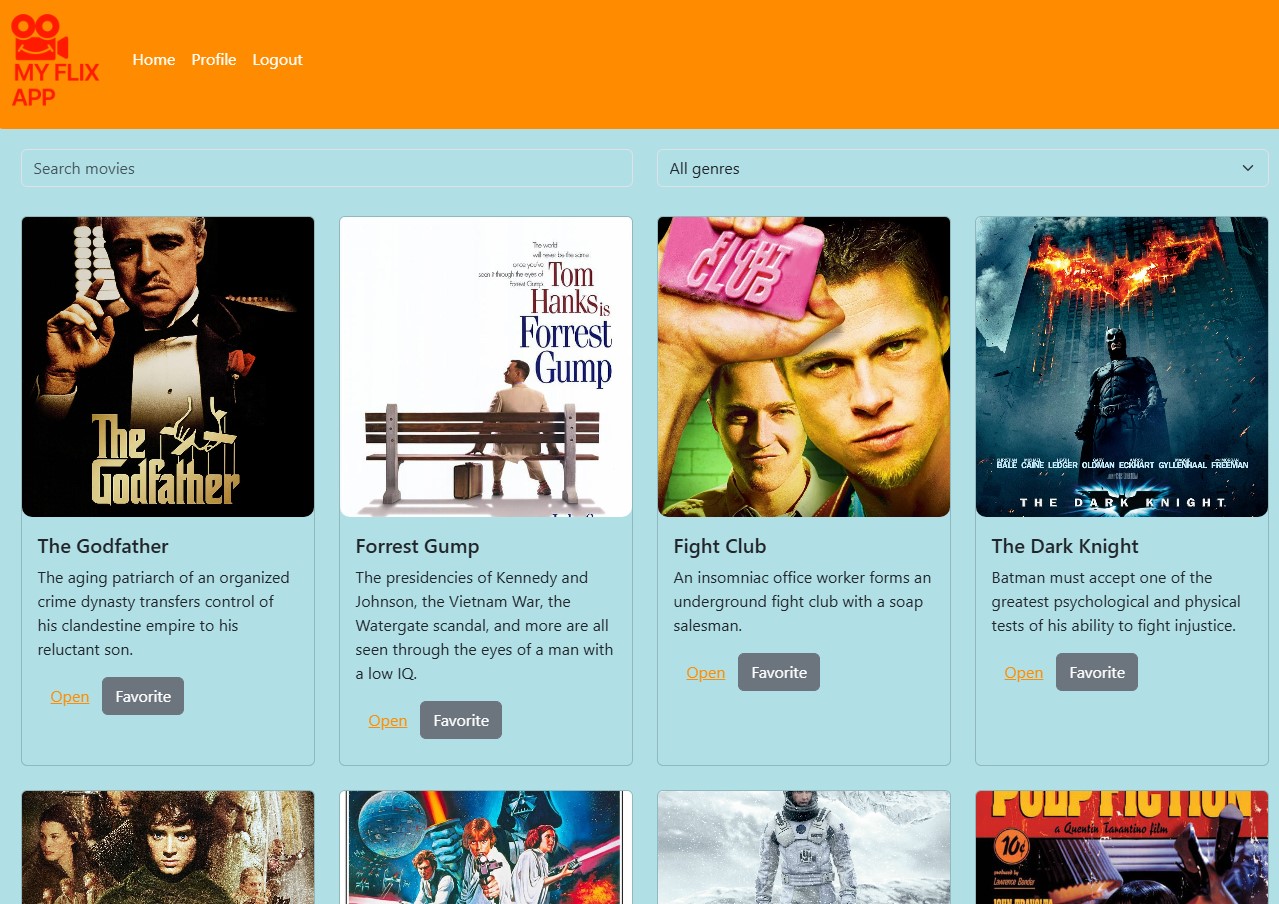 MY FLIX
APP
Home Profile Logout
Search movies
All genres
The
Godfather
The world
will never be the same
once you've
seen it through the eyes of
Forrest Gump
Tom
Hanks is
Forrest
Gump
FIGHT
CLUB
BALE CAINE LEDGER OLDMAN ECKHART GYLLENHAAL FREEMAN
THE DARK KNIGHT
The Godfather
The aging patriarch of an organized
crime dynasty transfers control of
his clandestine empire to his
reluctant son.
Open Favorite
Forrest Gump
The presidencies of Kennedy and
Johnson, the Vietnam War, the
Watergate scandal, and more are all
seen through the eyes of a man with
a low IQ.
Open Favorite
Fight Club
An insomniac office worker forms an
underground fight club with a soap
salesman.
Open Favorite
The Dark Knight
Batman must accept one of the
greatest psychological and physical
tests of his ability to fight injustice.
Open Favorite
PULP FICTION
a Quentin Tarantino film
10¢
produced by
Lawrence Bender
JOHN TRAVOLTA